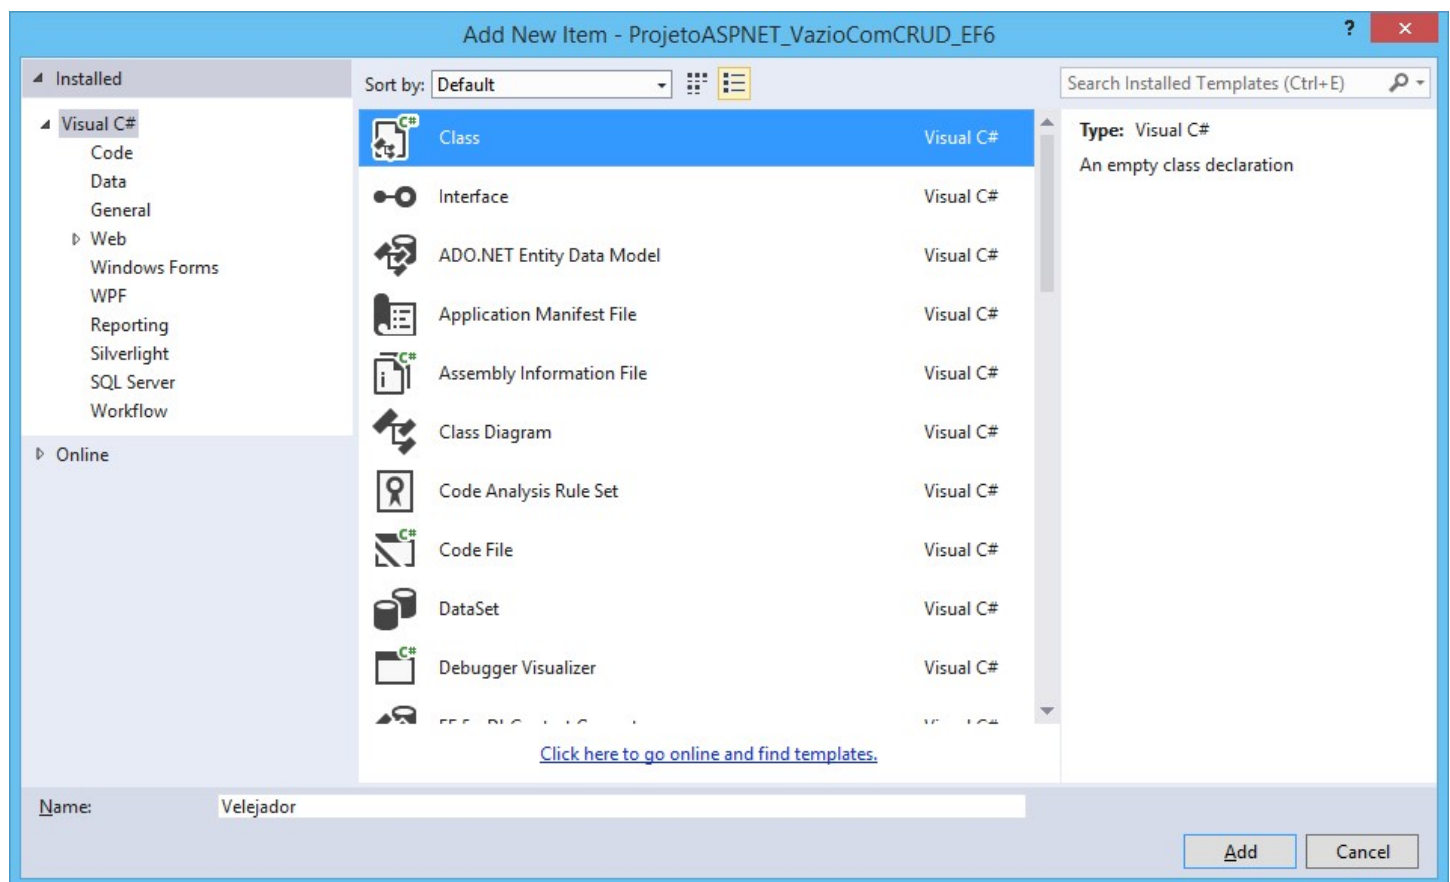 Add New Item - ProjetoASPNET_VazioComCRUD_EF6
?
Installed
Visual C#
Code
Data
General
Web
Windows Forms
WPF
Reporting
Silverlight
SQL Server
Workflow
Online
Sort by: Default
Class Visual C#
Interface Visual C#
ADO.NET Entity Data Model Visual C#
Application Manifest File Visual C#
Assembly Information File Visual C#
Class Diagram Visual C#
Code Analysis Rule Set Visual C#
Code File Visual C#
DataSet Visual C#
Debugger Visualizer Visual C#
Click here to go online and find templates.
Search Installed Templates (Ctrl+E)
Type: Visual C#
An empty class declaration
Name: Velejador
Add Cancel